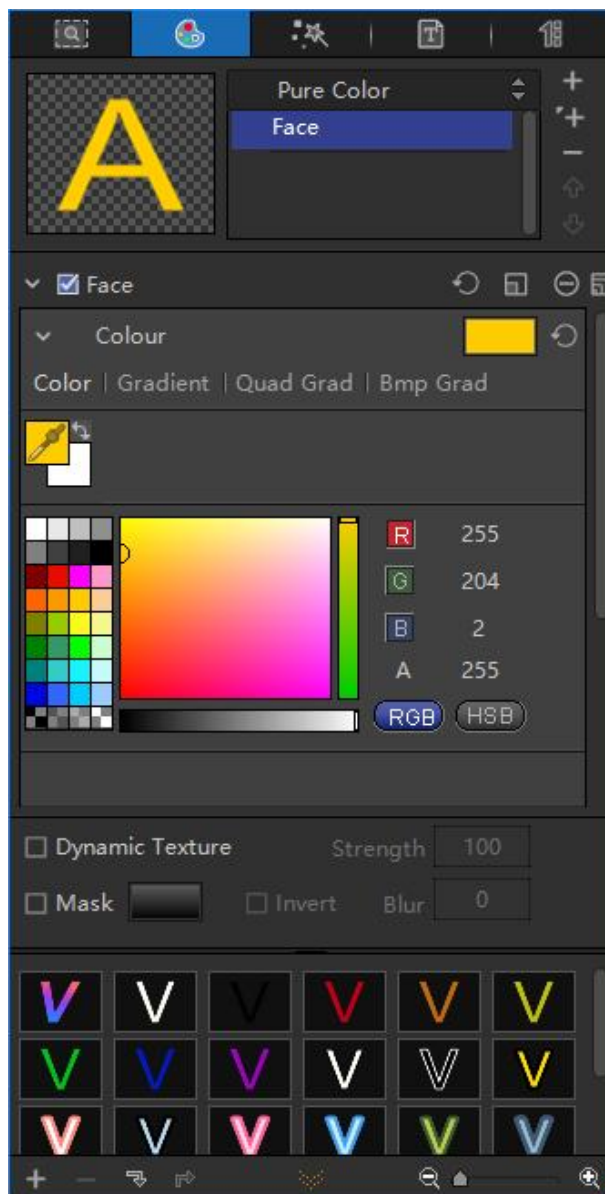 A
Pure Color
Face
Face
Colour
Color | Gradient | Quad Grad | Bmp Grad
R 255
G 204
B 2
A 255
RGB HSB
Dynamic Texture Strength 100
Mask Invert Blur 0
V V V V V V
V V V V V V
V V V V V V